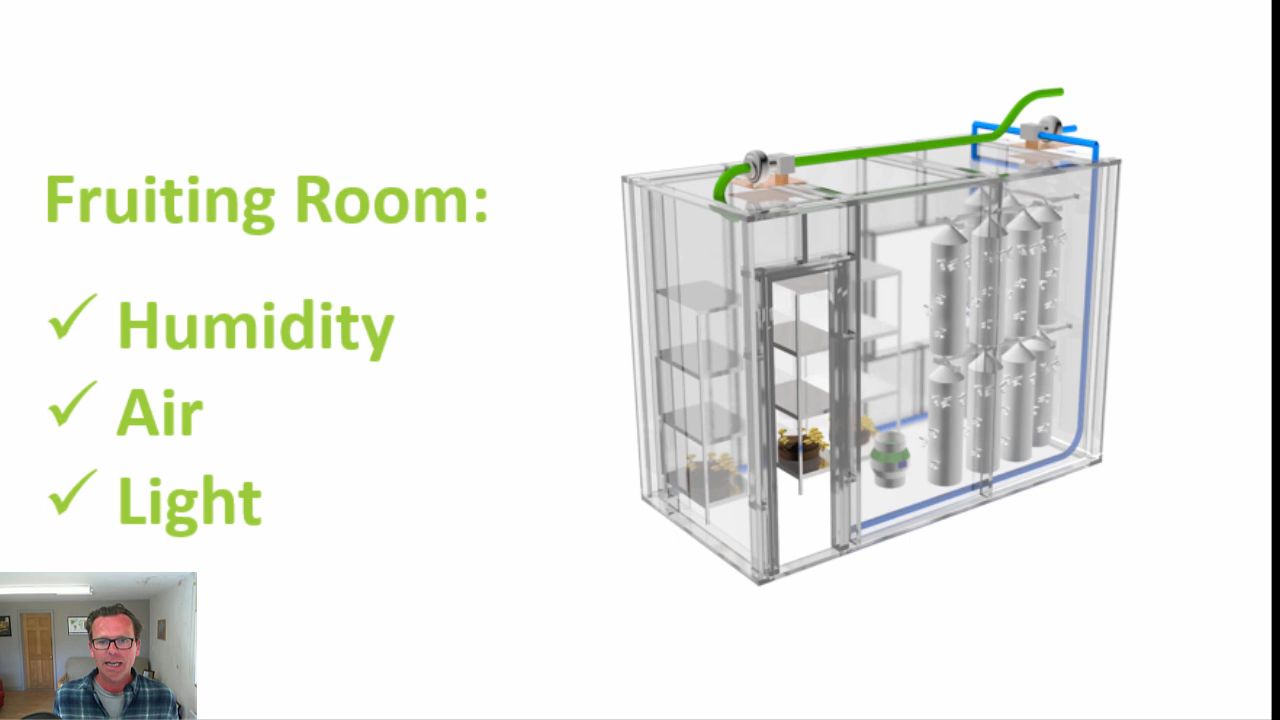 Fruiting Room:
✓ Humidity
✓ Air
✓ Light